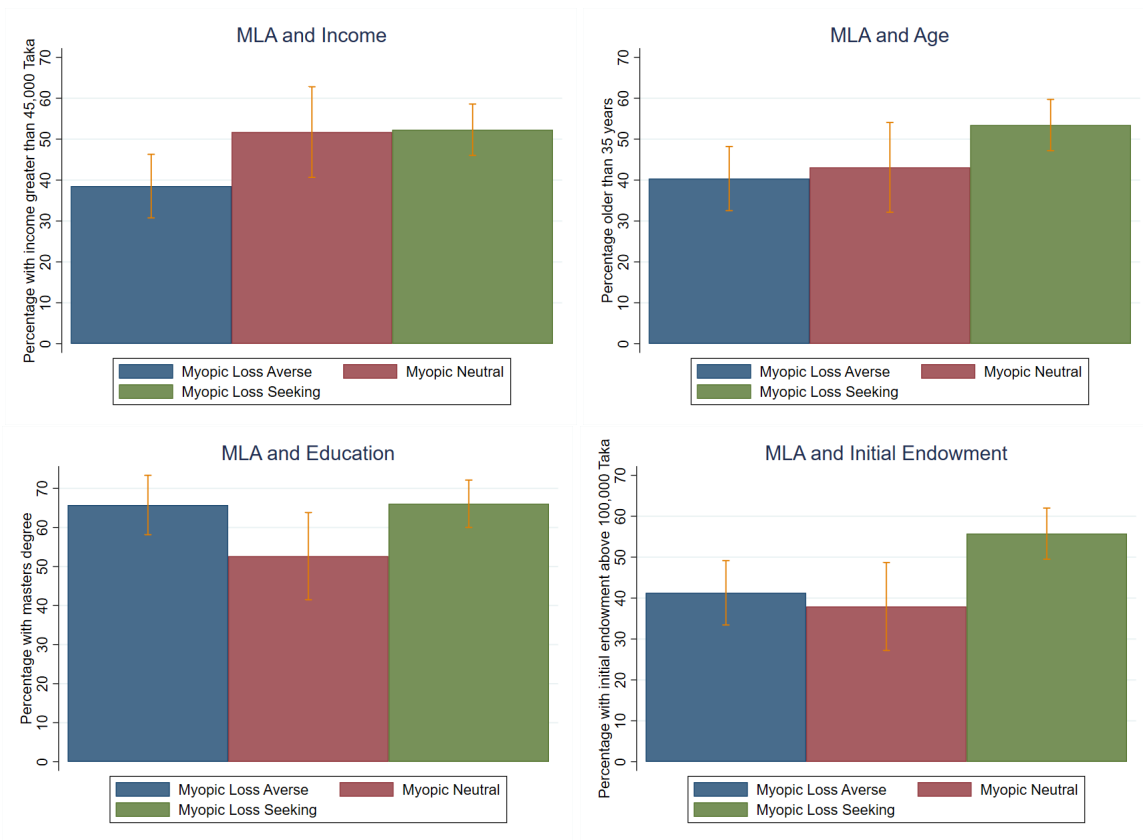 MLA and Income
Percentage with income greater than 45,000 Taka
70
60
50
40
30
20
10
0
Myopic Loss Averse
Myopic Neutral
Myopic Loss Seeking
MLA and Age
Percentage older than 35 years
70
60
50
40
30
20
10
0
Myopic Loss Averse
Myopic Neutral
Myopic Loss Seeking
MLA and Education
Percentage with masters degree
70
60
50
40
30
20
10
0
Myopic Loss Averse
Myopic Neutral
Myopic Loss Seeking
MLA and Initial Endowment
Percentage with initial endowment above 100,000 Taka
70
60
50
40
30
20
10
0
Myopic Loss Averse
Myopic Neutral
Myopic Loss Seeking